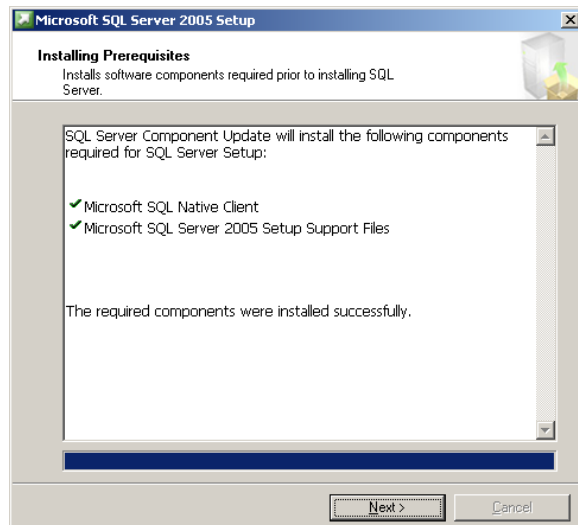 Microsoft SQL Server 2005 Setup
Installing Prerequisites
Installs software components required prior to installing SQL
Server.
SQL Server Component Update will install the following components
required for SQL Server Setup:
Microsoft SQL Native Client
Microsoft SQL Server 2005 Setup Support Files
The required components were installed successfully.
Next >
Cancel